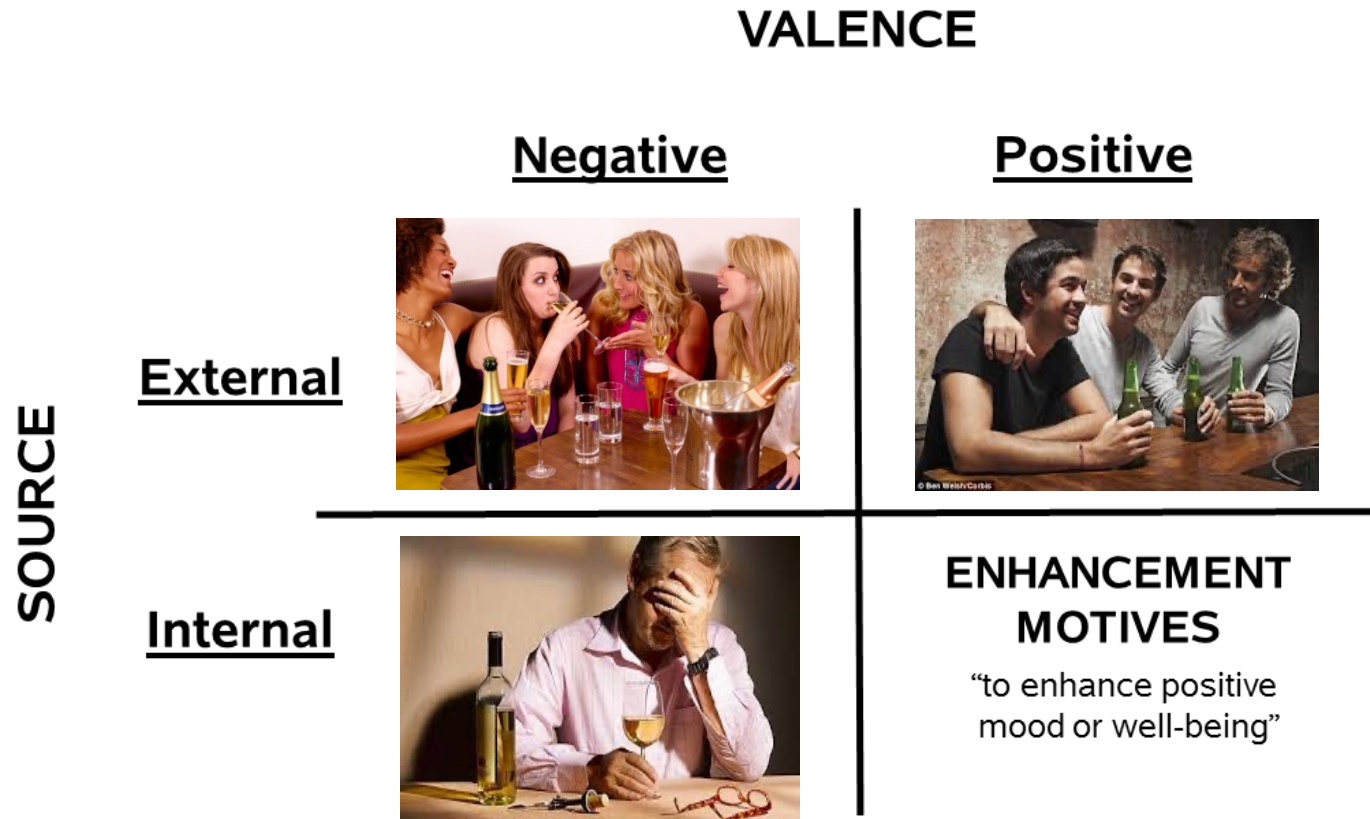 VALENCE
Negative
Positive
SOURCE
External
Internal
© Ben Welsh/Corbis
ENHANCEMENT
MOTIVES
“to enhance positive
mood or well-being”